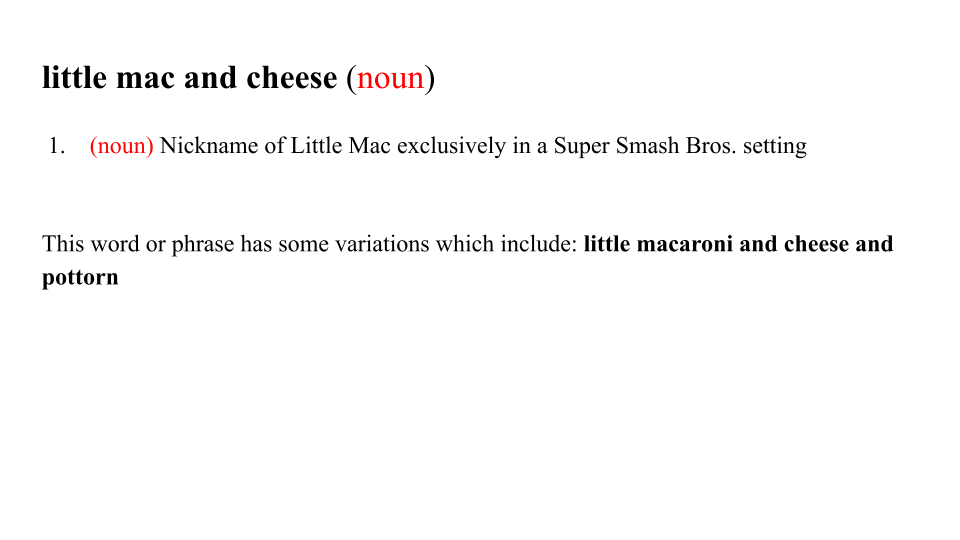 little mac and cheese (noun)
1. (noun) Nickname of Little Mac exclusively in a Super Smash Bros. setting
This word or phrase has some variations which include: little macaroni and cheese and
pottorn